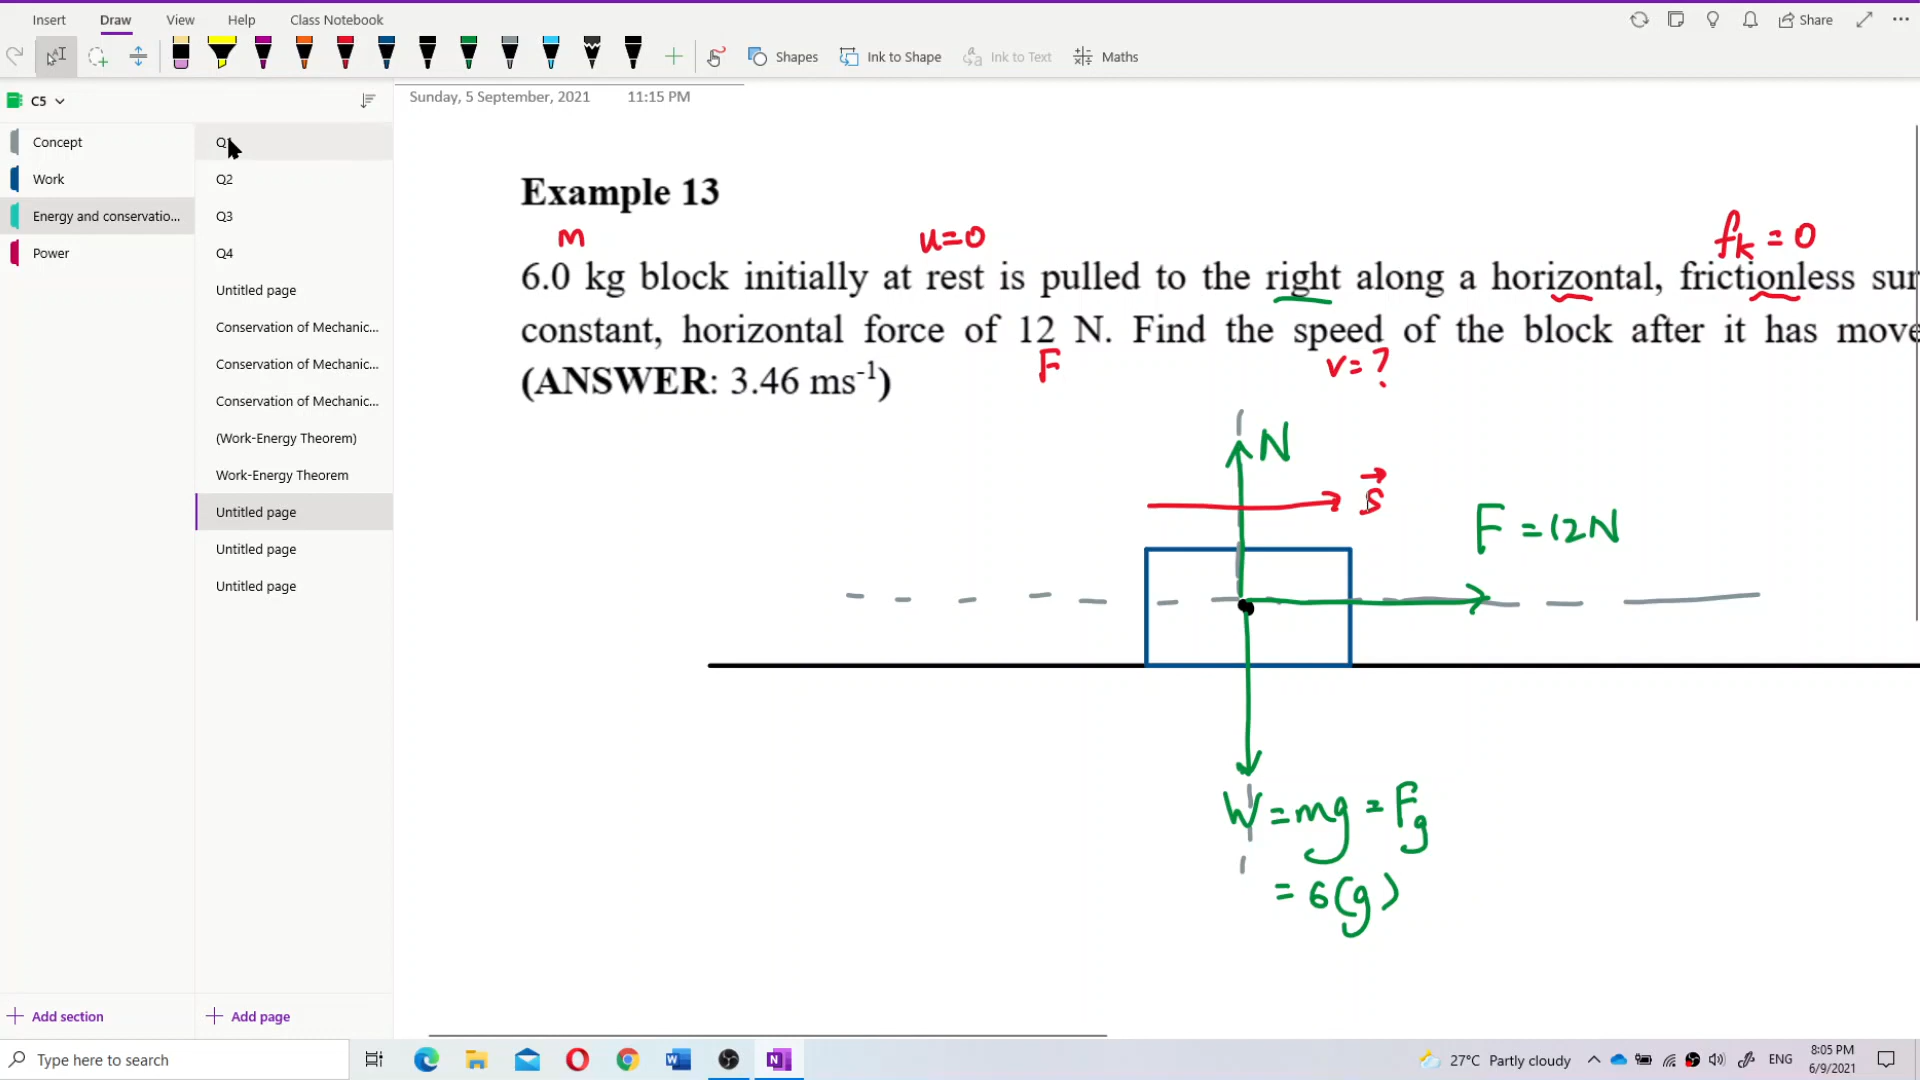 Insert Draw View Help Class Notebook Share
Shapes Ink to Shape Ink to Text Maths
C5
Concept
Work
Energy and conservatio...
Power
Q1
Q2
Q3
Q4
Untitled page
Conservation of Mechanic...
Conservation of Mechanic...
Conservation of Mechanic...
(Work-Energy Theorem)
Work-Energy Theorem
Untitled page
Untitled page
Untitled page
Add section
Add page
Sunday, 5 September, 2021 11:15 PM
Example 13
m u=0 fk = 0
6.0 kg block initially at rest is pulled to the right along a horizontal, frictionless sur
constant, horizontal force of 12 N. Find the speed of the block after it has move
F v=?
(ANSWER: 3.46 ms⁻¹)
N
s⃗
F = 12N
W = mg = Fg
= 6(g)
Type here to search
27°C Partly cloudy
ENG
8:05 PM
6/9/2021